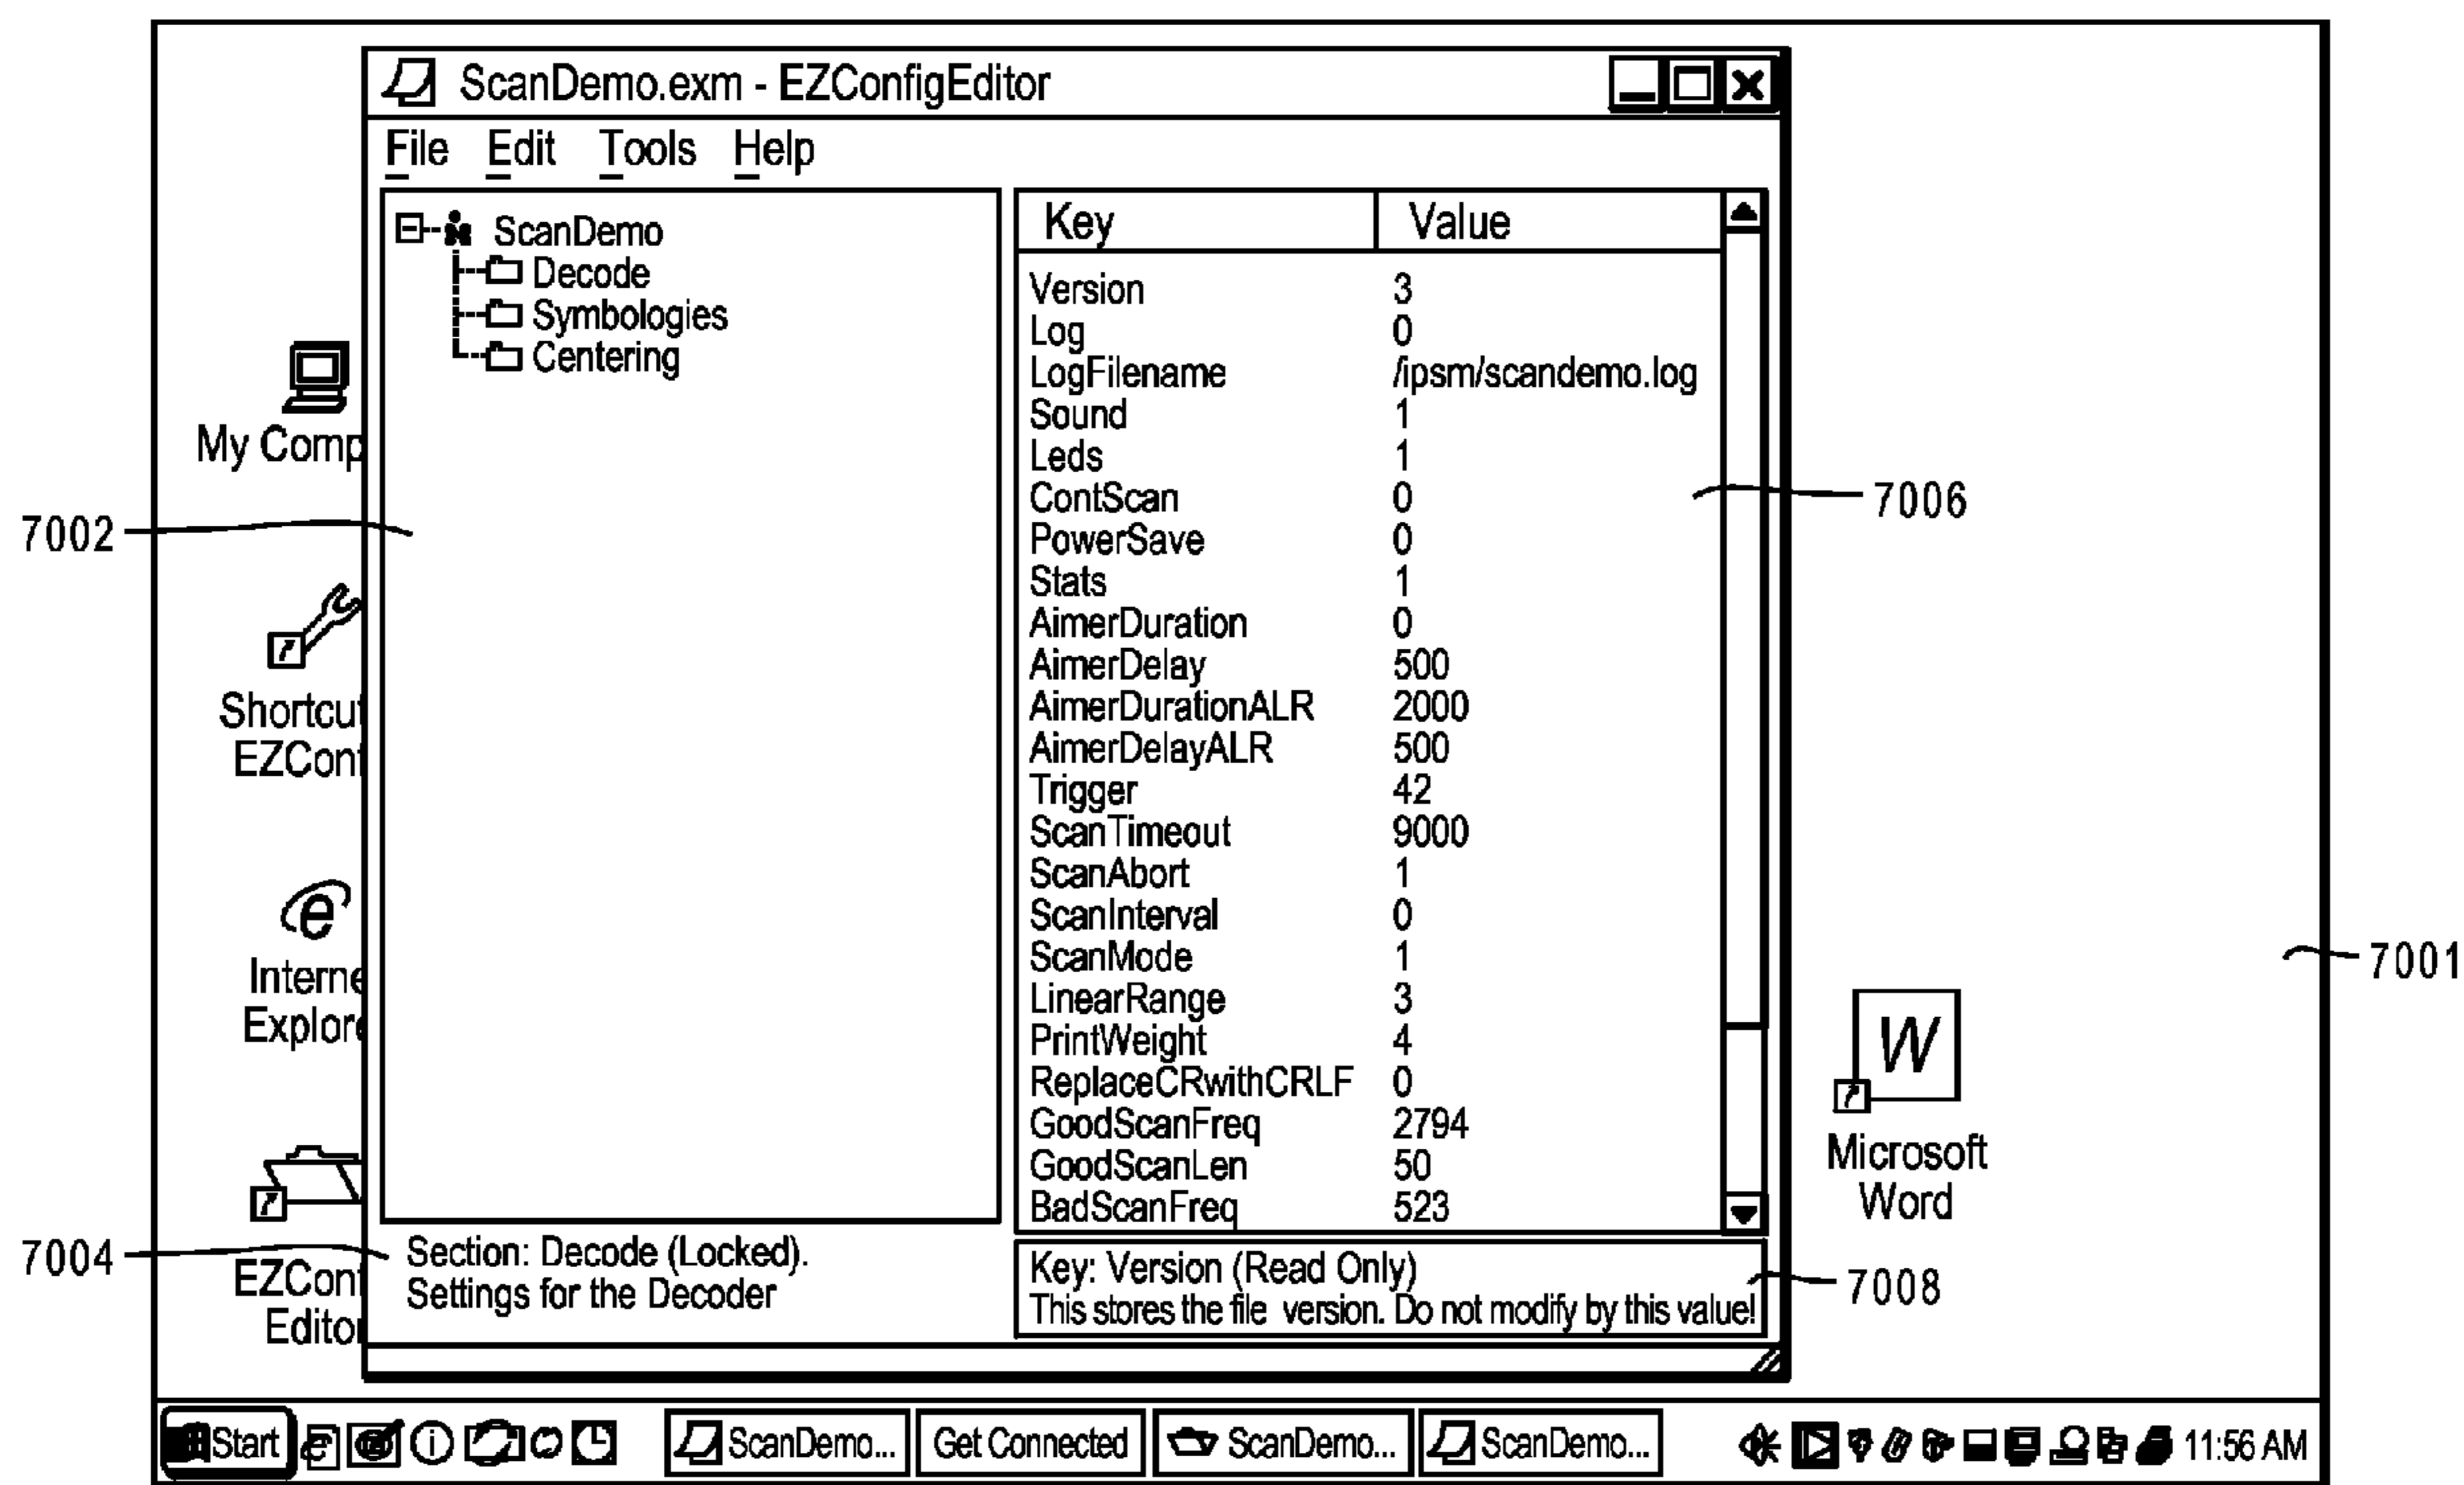 ScanDemo.exm - EZConfigEditor
File Edit Tools Help
ScanDemo
Decode
Symbologies
Centering
Key Value
Version 3
Log 0
LogFilename /ipsm/scandemo.log
Sound 1
Leds 1
ContScan 0
PowerSave 0
Stats 1
AimerDuration 0
AimerDelay 500
AimerDurationALR 2000
AimerDelayALR 500
Trigger 42
ScanTimeout 9000
ScanAbort 1
ScanInterval 0
ScanMode 1
LinearRange 3
PrintWeight 4
ReplaceCRwithCRLF 0
GoodScanFreq 2794
GoodScanLen 50
BadScanFreq 523
Section: Decode (Locked).
Settings for the Decoder
Key: Version (Read Only)
This stores the file version. Do not modify by this value!
My Comp
Shortcut
EZConf
Interne
Explore
EZConf
Editor
W
Microsoft
Word
7002
7004
7006
7001
7008
Start ScanDemo... Get Connected ScanDemo... ScanDemo... 11:56 AM